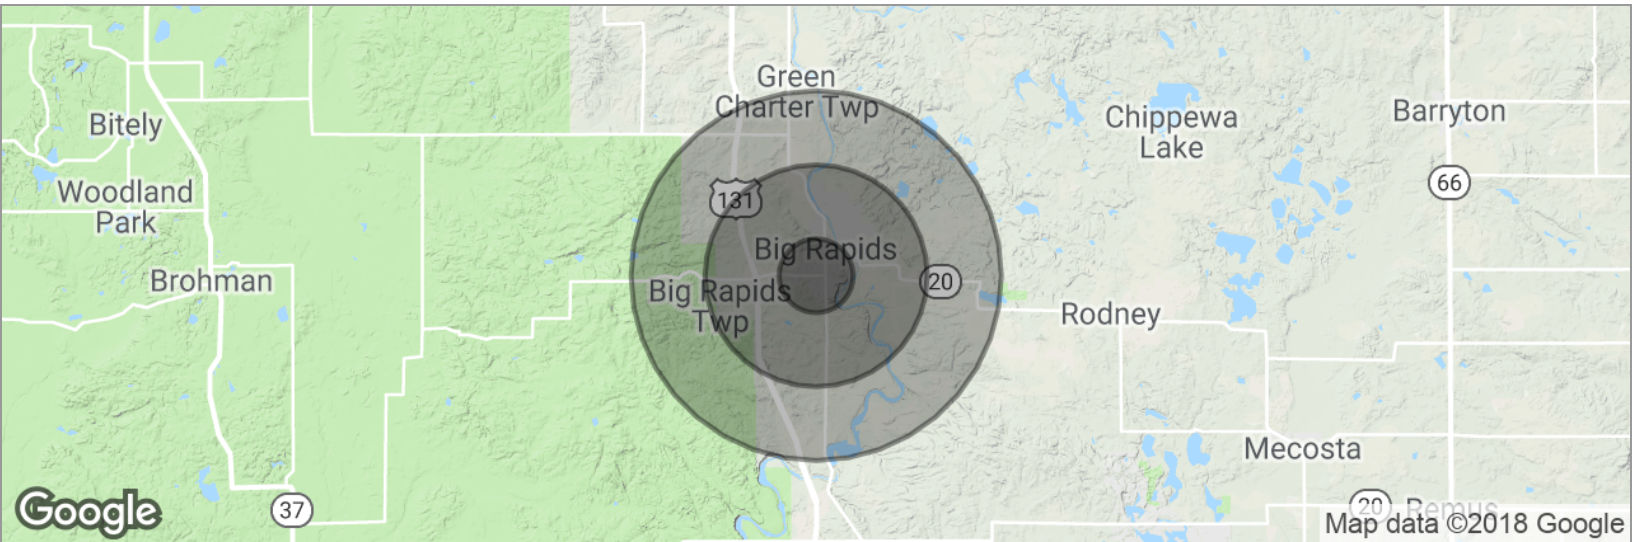 Green
Charter Twp
Bitely
Chippewa
Lake
Barryton
Woodland
Park
131
66
Big Rapids
Brohman
Big Rapids
Twp
20
Rodney
Mecosta
Google
37
20
Remus
Map data ©2018 Google